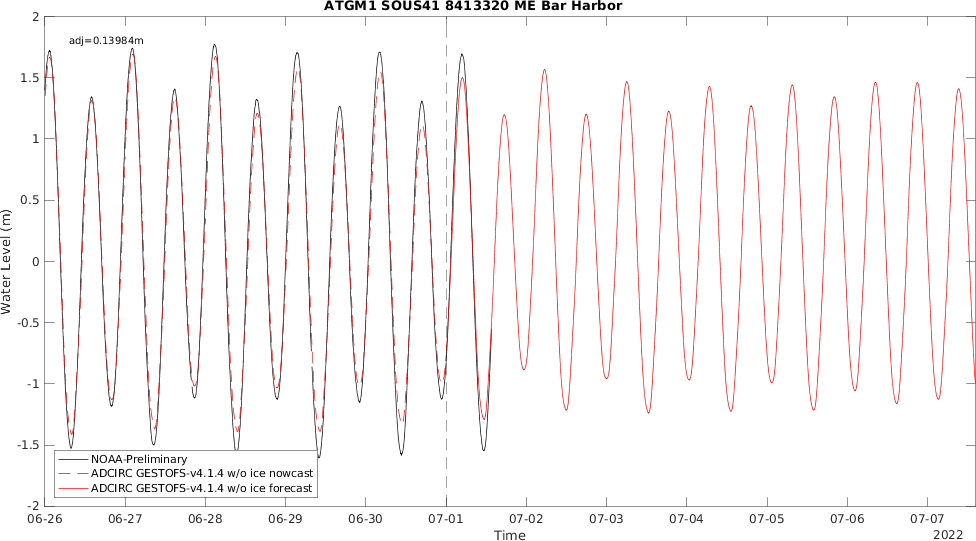 ATGM1 SOUS41 8413320 ME Bar Harbor
adj=0.13984m
2
1.5
1
0.5
0
-0.5
-1
-1.5
-2
Water Level (m)
NOAA-Preliminary
ADCIRC GESTOFS-v4.1.4 w/o ice nowcast
ADCIRC GESTOFS-v4.1.4 w/o ice forecast
06-26 06-27 06-28 06-29 06-30 07-01 07-02 07-03 07-04 07-05 07-06 07-07
Time
2022